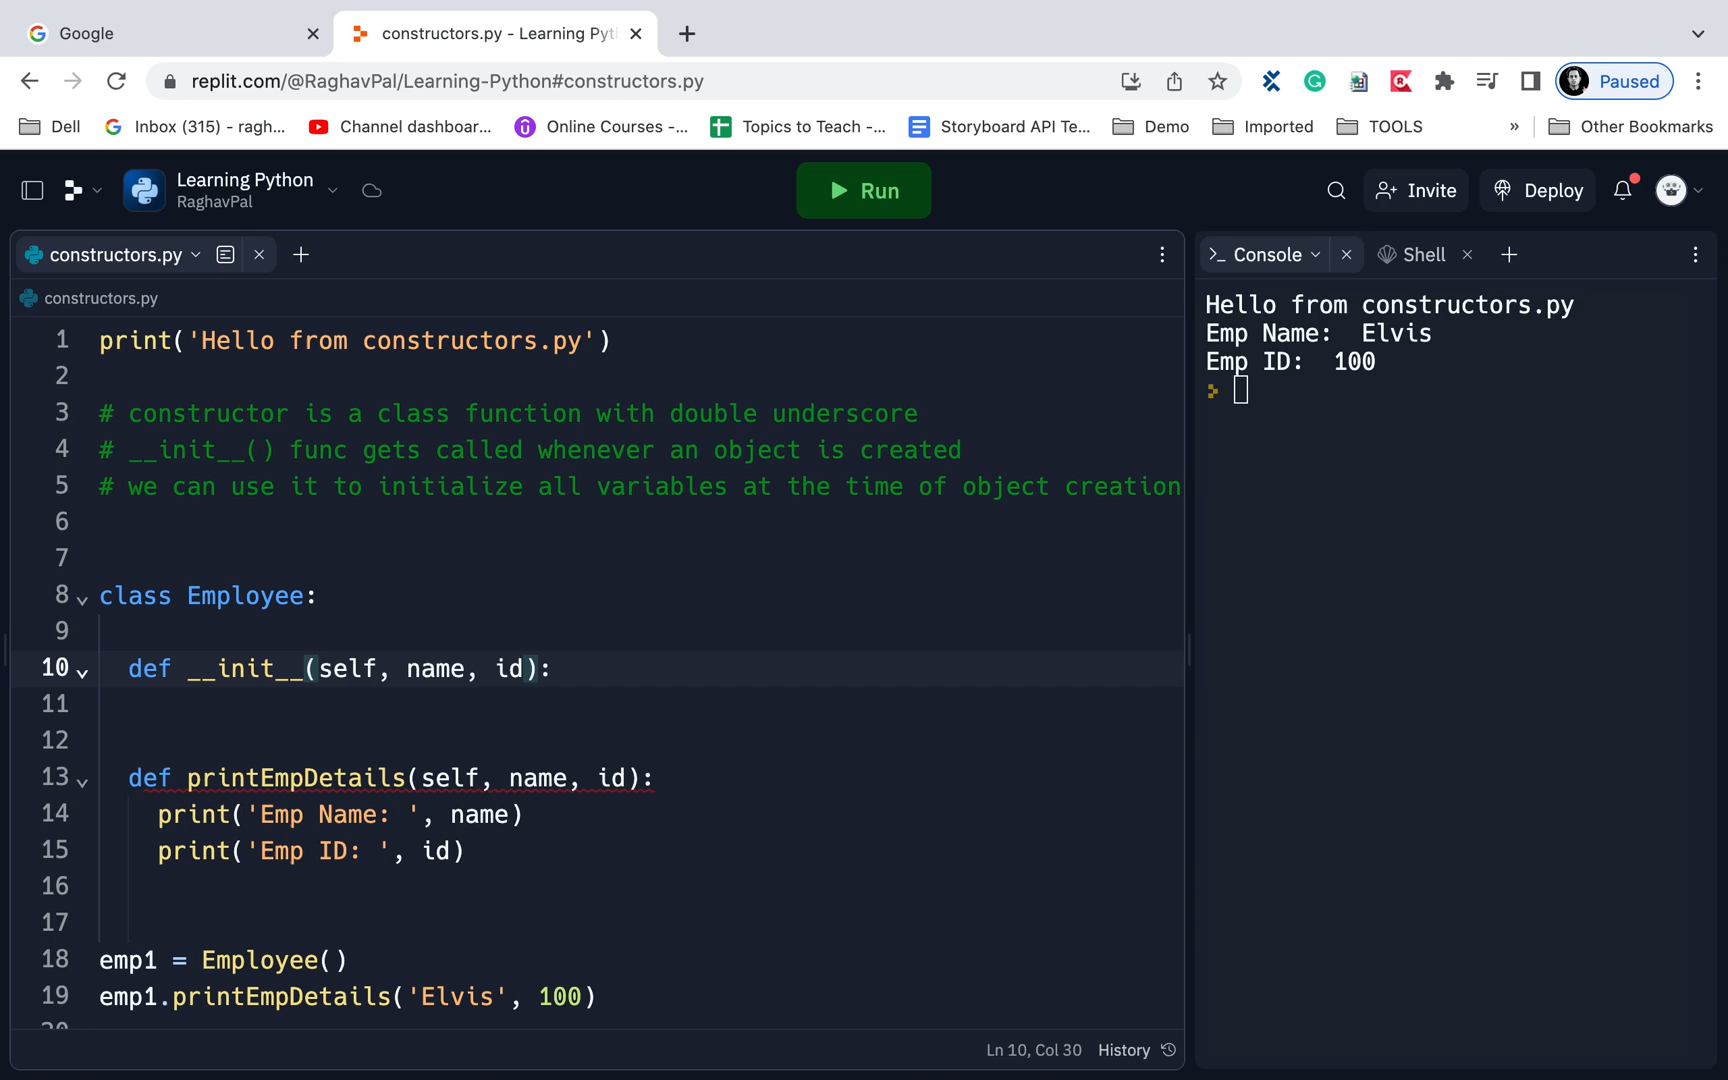 Google
constructors.py - Learning Pyt
replit.com/@RaghavPal/Learning-Python#constructors.py
Paused
Dell
Inbox (315) - ragh...
Channel dashboar...
Online Courses -...
Topics to Teach -...
Storyboard API Te...
Demo
Imported
TOOLS
»
Other Bookmarks
Learning Python
RaghavPal
Run
Invite
Deploy
constructors.py
Console
Shell
constructors.py
1 print('Hello from constructors.py')
2
3 # constructor is a class function with double underscore
4 # __init__() func gets called whenever an object is created
5 # we can use it to initialize all variables at the time of object creation
6
7
8 class Employee:
9
10 def __init__(self, name, id):
11
12
13 def printEmpDetails(self, name, id):
14 print('Emp Name: ', name)
15 print('Emp ID: ', id)
16
17
18 emp1 = Employee()
19 emp1.printEmpDetails('Elvis', 100)
20
Ln 10, Col 30 History
Hello from constructors.py
Emp Name:  Elvis
Emp ID:  100